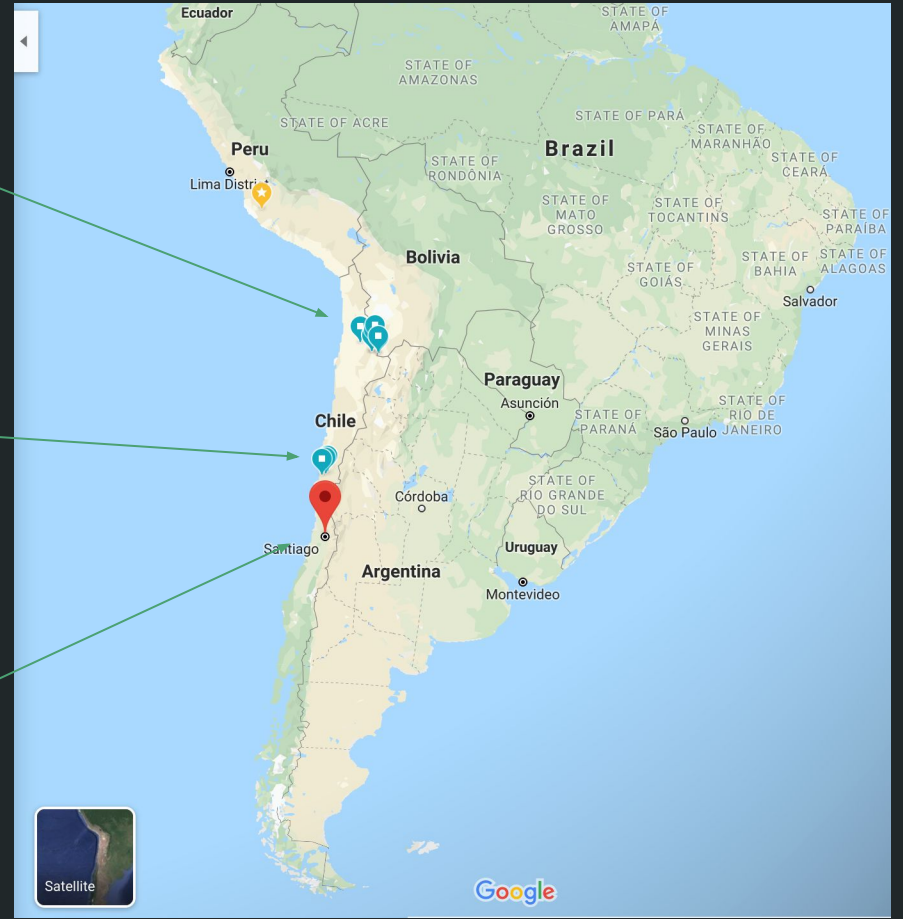 Ecuador
STATE OF
AMAPÁ
STATE OF
AMAZONAS
STATE OF ACRE
STATE OF PARÁ
STATE OF
MARANHÃO
Peru
Brazil
STATE OF
RONDÔNIA
STATE OF
CEARÁ
Lima District
STATE OF
MATO
GROSSO
STATE OF
TOCANTINS
STATE OF
PARAÍBA
Bolivia
STATE OF
GOIÁS
STATE OF
BAHIA
STATE OF
ALAGOAS
Salvador
STATE OF
MINAS
GERAIS
Paraguay
Asunción
STATE OF
PARANÁ
STATE OF
RIO DE
JANEIRO
São Paulo
Chile
Córdoba
STATE OF
RIO GRANDE
DO SUL
Santiago
Uruguay
Argentina
Montevideo
Satellite
Google